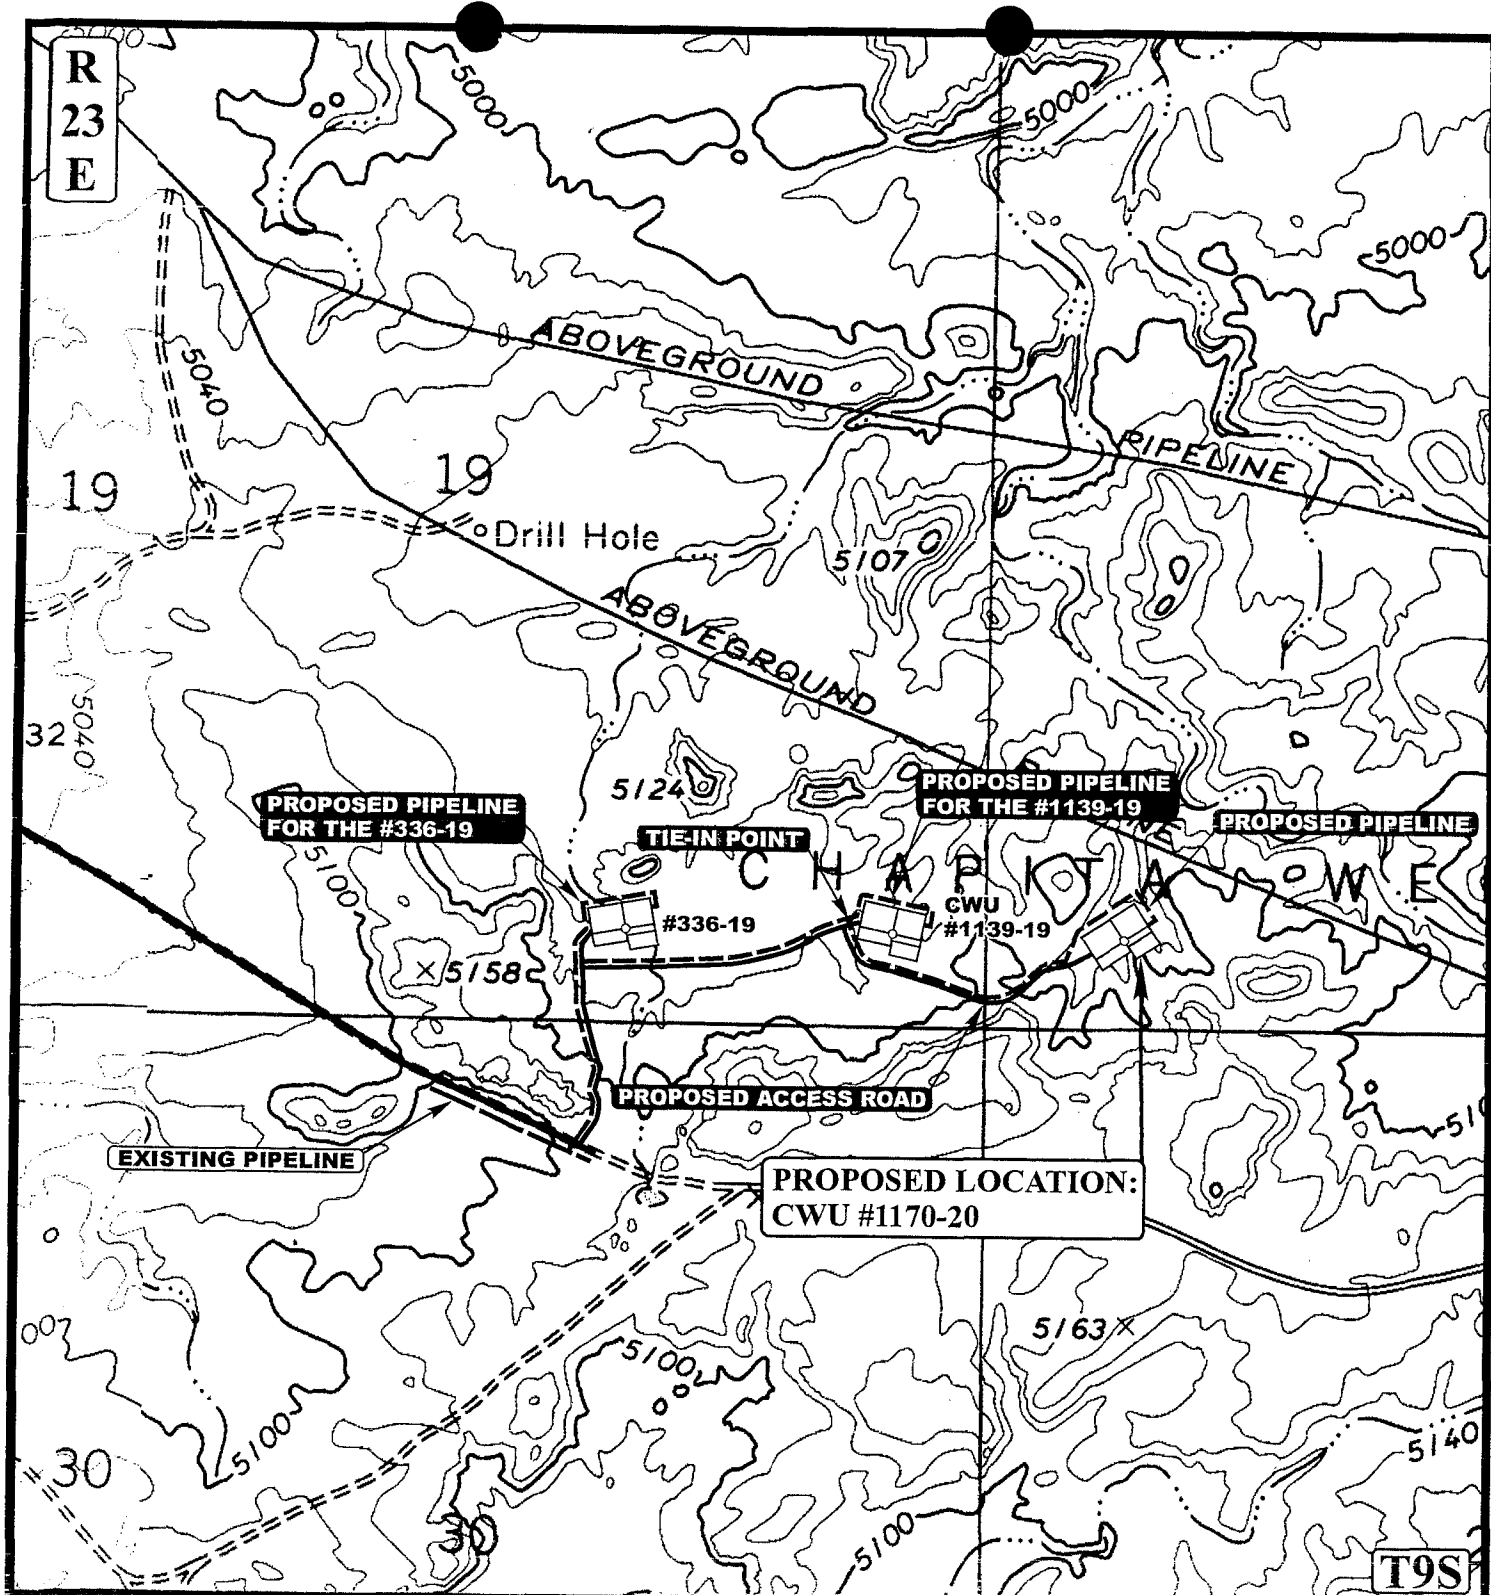 R
23
E
5000
5000
5000
5000
ABOVEGROUND
PIPELINE
5040
19
19
Drill Hole
5107
ABOVEGROUND
5040
32
5124
PROPOSED PIPELINE
FOR THE #336-19
PROPOSED PIPELINE
FOR THE #1139-19
TIE-IN POINT
PROPOSED PIPELINE
CHAPITA WE
5100
#336-19
CWU
#1139-19
5158
PROPOSED ACCESS ROAD
EXISTING PIPELINE
PROPOSED LOCATION:
CWU #1170-20
5163
5100
5100
5140
30
30
5100
T9S